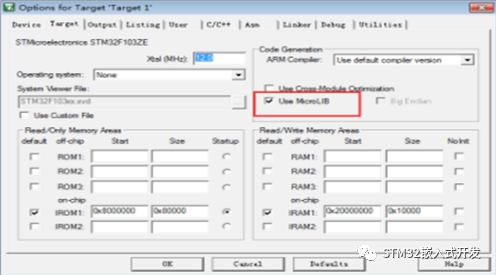 Options for Target 'Target 1'
Device Target Output Listing User C/C++ Asm Linker Debug Utilities
STMicroelectronics STM32F103ZE
Xtal (MHz): 12.0
Operating system: None
System Viewer File:
STM32F103xx.svd
Use Custom File
Code Generation
ARM Compiler: Use default compiler version
Use Cross-Module Optimization
Use MicroLIB Big Endian
Read/Only Memory Areas
default off-chip Start Size Startup
ROM1:
ROM2:
ROM3:
on-chip
IROM1: 0x8000000 0x80000
IROM2:
Read/Write Memory Areas
default off-chip Start Size NoInit
RAM1:
RAM2:
RAM3:
on-chip
IRAM1: 0x20000000 0x10000
IRAM2:
OK Cancel Defaults Help
STM32嵌入式开发